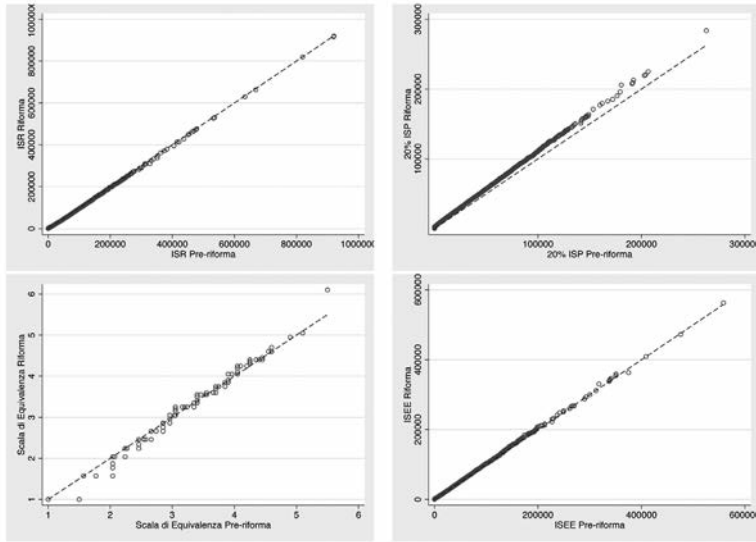 ISR Riforma
1000000
800000
600000
400000
200000
0
0 200000 400000 600000 800000 1000000
ISR Pre-riforma
20% ISP Riforma
300000
200000
100000
100000 200000 300000
20% ISP Pre-riforma
Scala di Equivalenza Riforma
6
5
4
3
2
1
1 2 3 4 5 6
Scala di Equivalenza Pre-riforma
ISEE Riforma
600000
400000
200000
0
0 200000 400000 600000
ISEE Pre-riforma